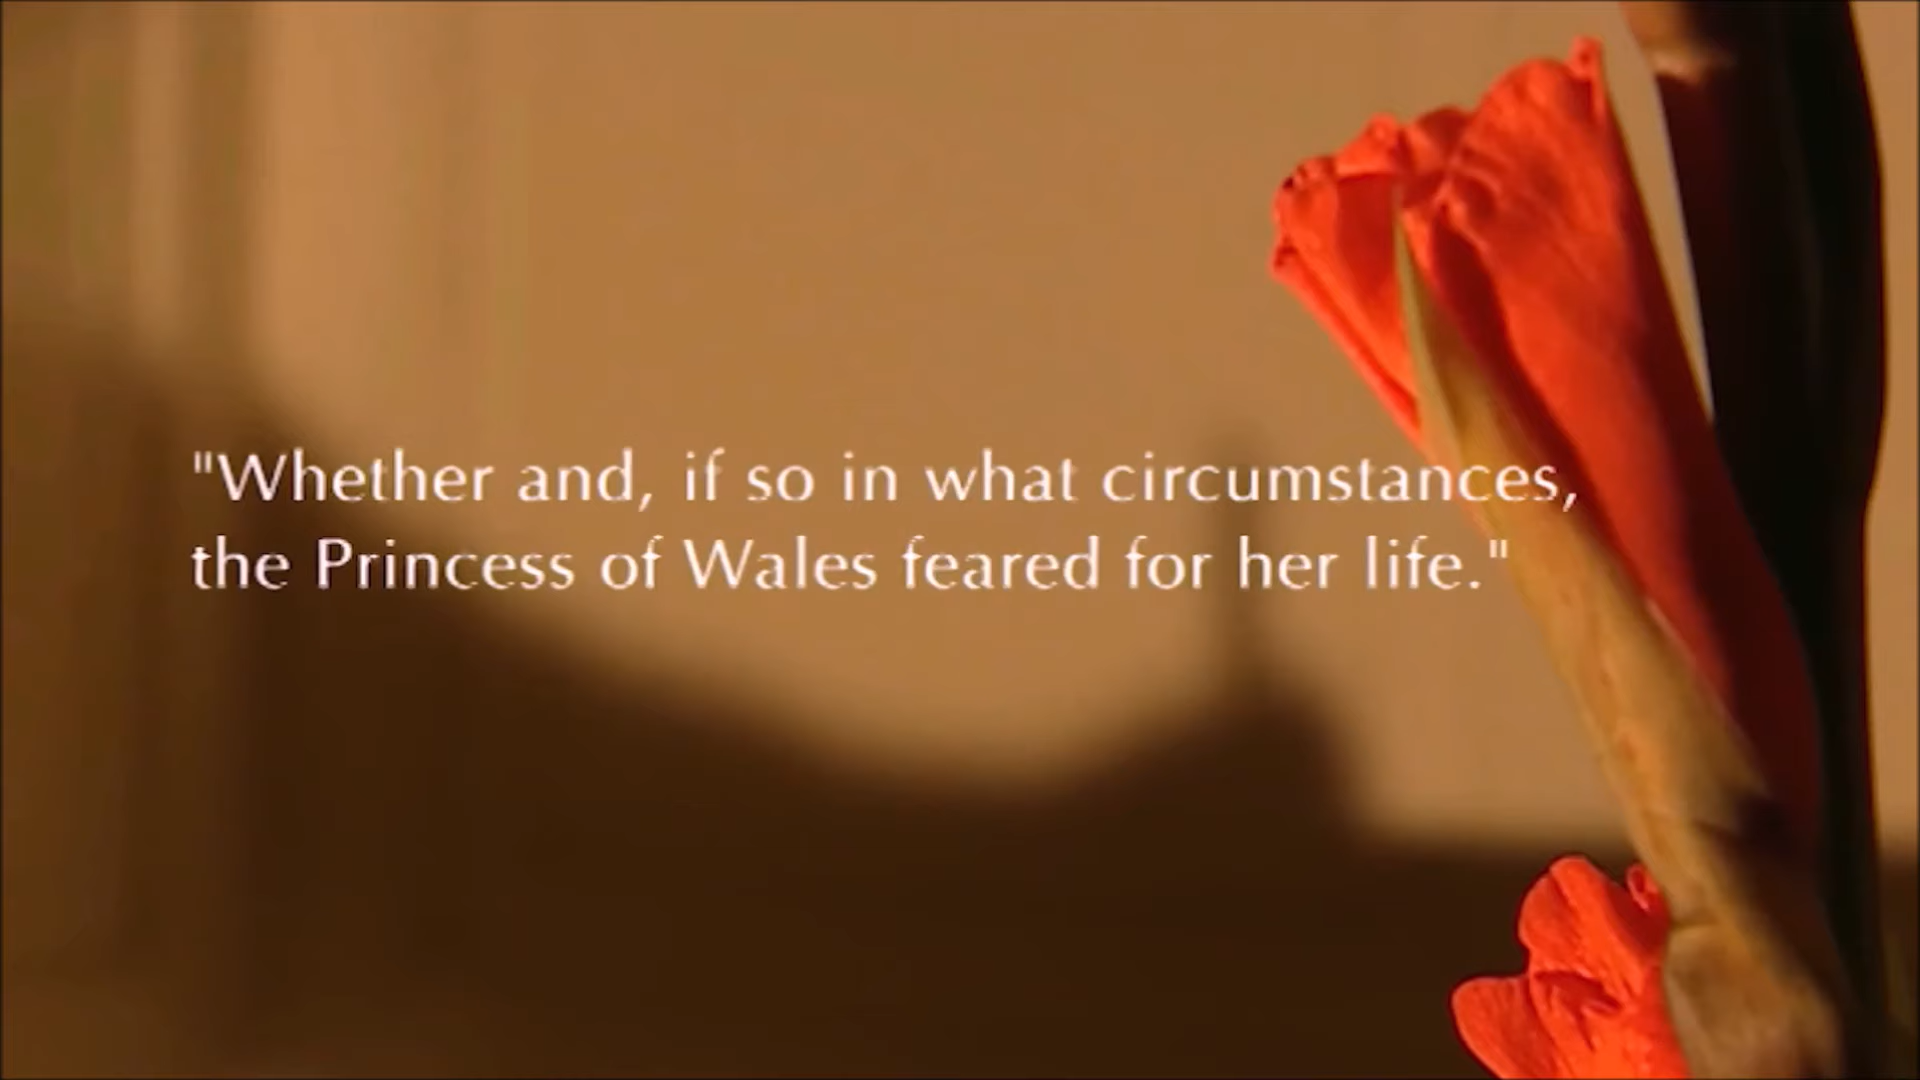 "Whether and, if so in what circumstances,
the Princess of Wales feared for her life."